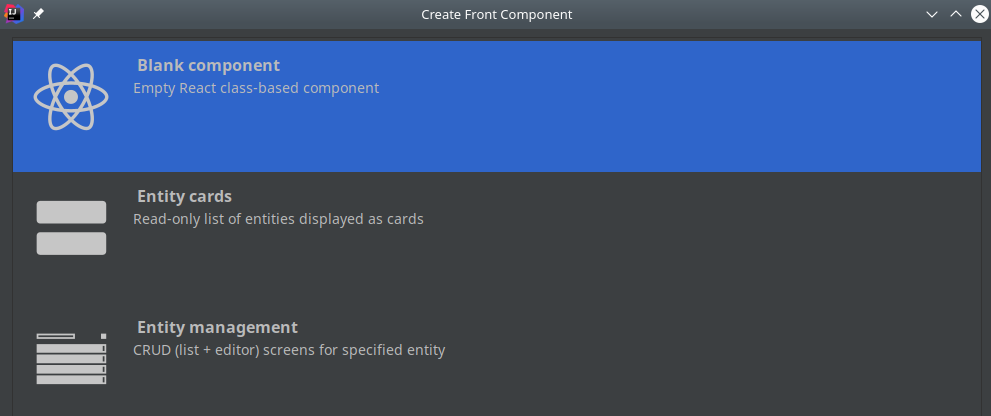 IJ
Create Front Component
Blank component
Empty React class-based component
Entity cards
Read-only list of entities displayed as cards
Entity management
CRUD (list + editor) screens for specified entity